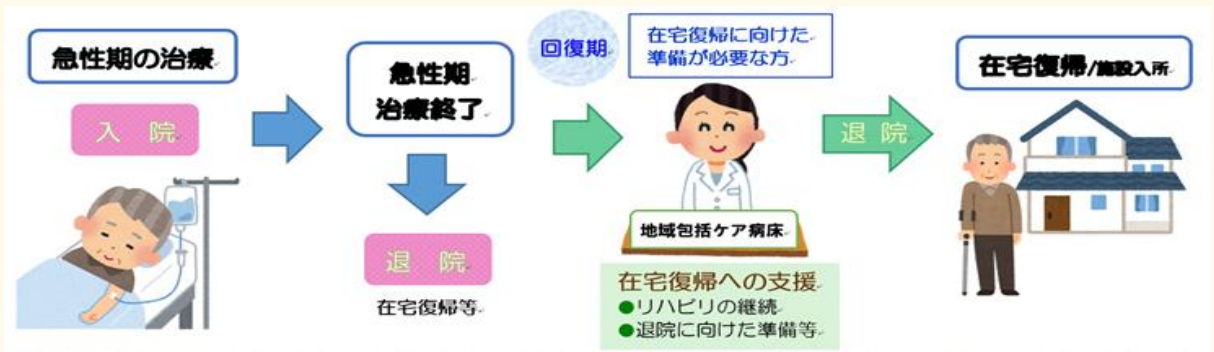 急性期の治療
入 院
急性期
治療終了
退 院
在宅復帰等
回復期
在宅復帰に向けた
準備が必要な方
地域包括ケア病床
在宅復帰への支援
●リハビリの継続
●退院に向けた準備等
退 院
在宅復帰/施設入所